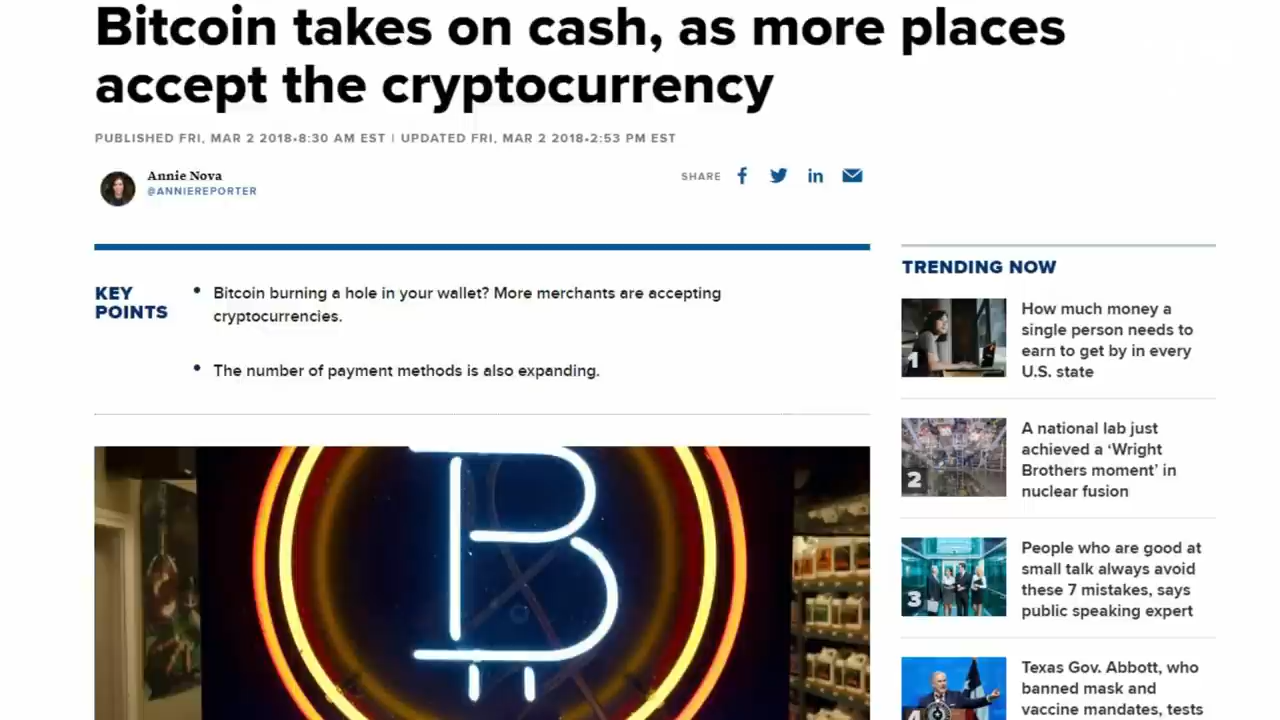 Bitcoin takes on cash, as more places
accept the cryptocurrency
PUBLISHED FRI, MAR 2 2018•8:30 AM EST | UPDATED FRI, MAR 2 2018•2:53 PM EST
Annie Nova
@ANNIEREPORTER
SHARE
KEY
POINTS
• Bitcoin burning a hole in your wallet? More merchants are accepting
cryptocurrencies.
• The number of payment methods is also expanding.
TRENDING NOW
1
How much money a
single person needs to
earn to get by in every
U.S. state
2
A national lab just
achieved a ‘Wright
Brothers moment’ in
nuclear fusion
3
People who are good at
small talk always avoid
these 7 mistakes, says
public speaking expert
4
Texas Gov. Abbott, who
banned mask and
vaccine mandates, tests